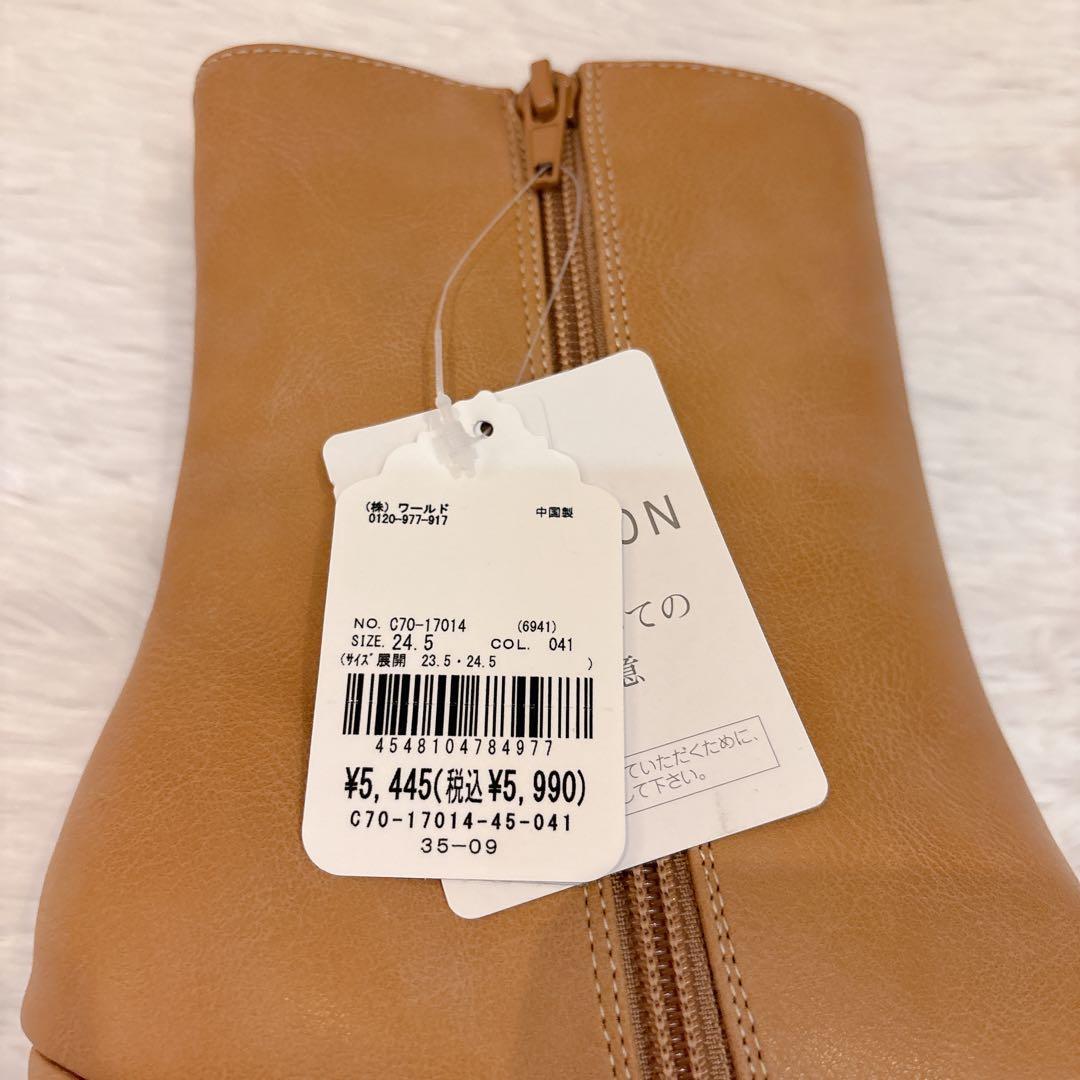 (株) ワールド
0120-977-917
中国製
NO. C70-17014 (6941)
SIZE. 24.5 COL. 041
(サイズ展開 23.5・24.5 )
4548104784977
¥5,445(税込¥5,990)
C70-17014-45-041
35-09
ON
ての
ていただくために、
して下さい。